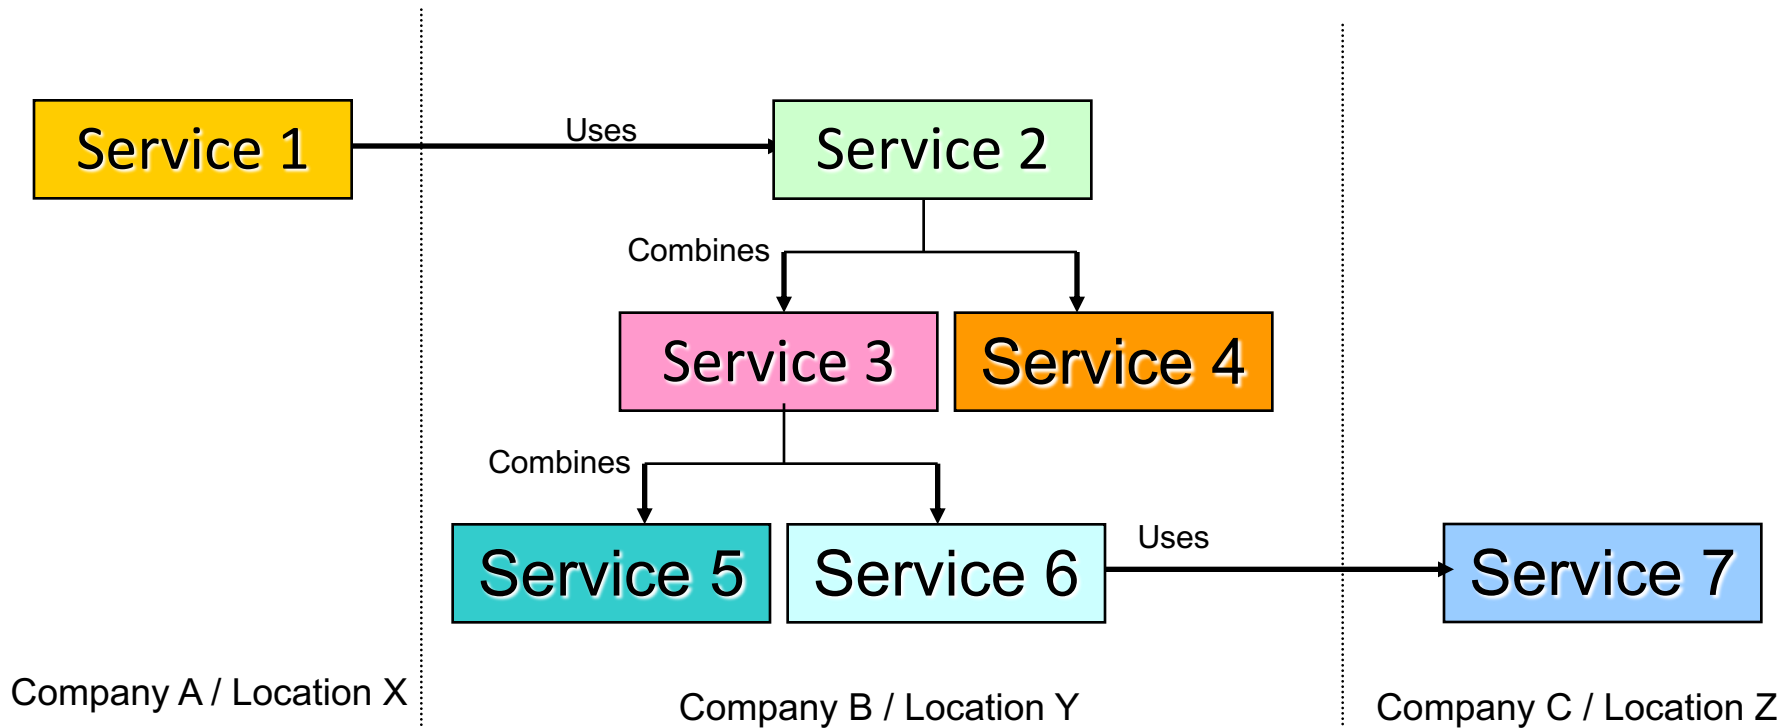 Service 1
Uses
Service 2
Combines
Service 3
Service 4
Combines
Service 5
Service 6
Uses
Service 7
Company A / Location X
Company B / Location Y
Company C / Location Z